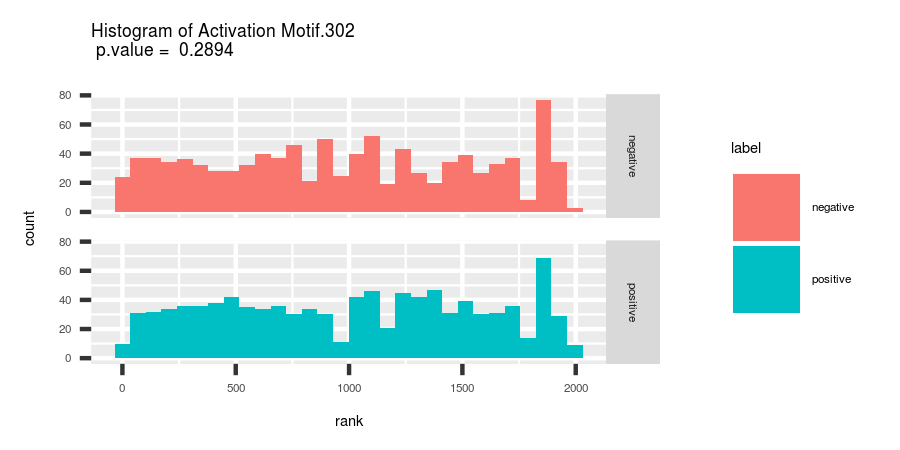 Histogram of Activation Motif.302
p.value =  0.2894
count
80
60
40
20
0
negative
80
60
40
20
0
positive
0 500 1000 1500 2000
rank
label
negative
positive